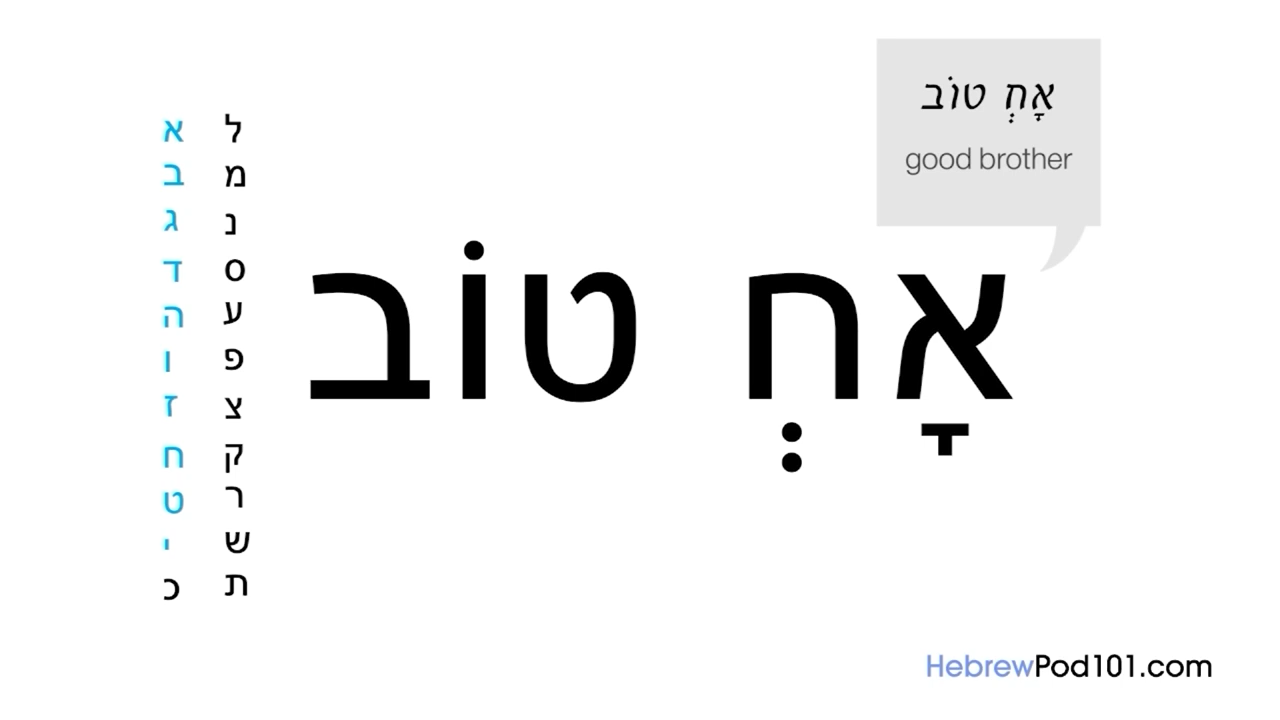 אָחְ טוֹב
good brother
א
ב
ג
ד
ה
ו
ז
ח
ט
י
כ
ל
מ
נ
ס
ע
פ
צ
ק
ר
ש
ת
אָחְ טוֹב
HebrewPod101.com